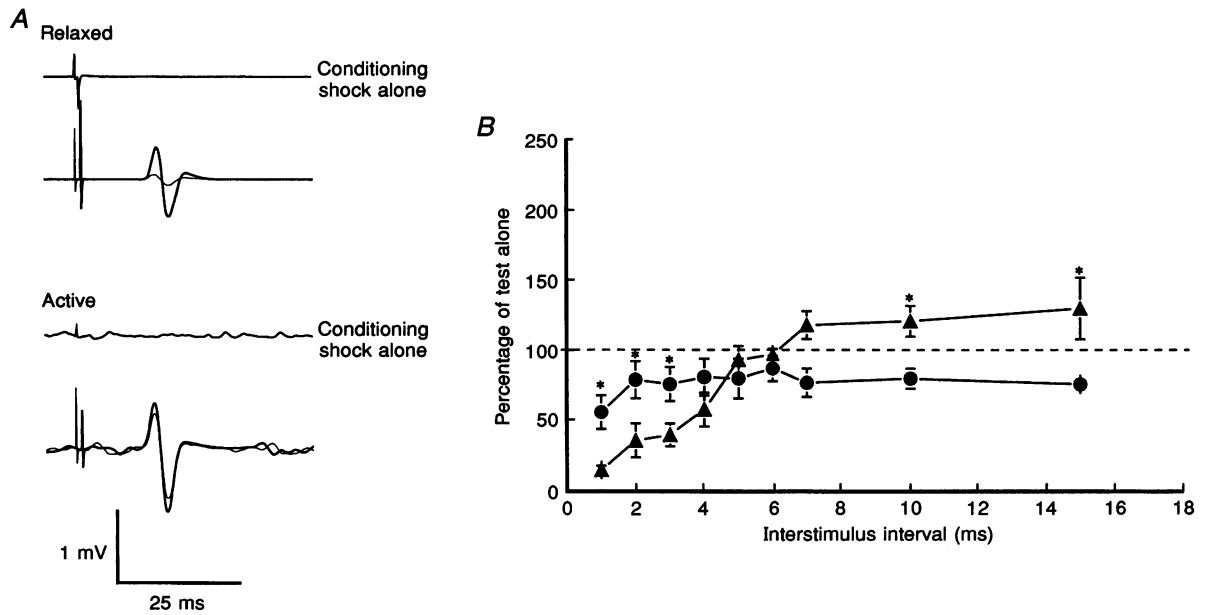 A
Relaxed
Conditioning
shock alone
Active
Conditioning
shock alone
1 mV
25 ms
B
Percentage of test alone
250
200
150
100
50
0
* * * * *
0 2 4 6 8 10 12 14 16 18
Interstimulus interval (ms)